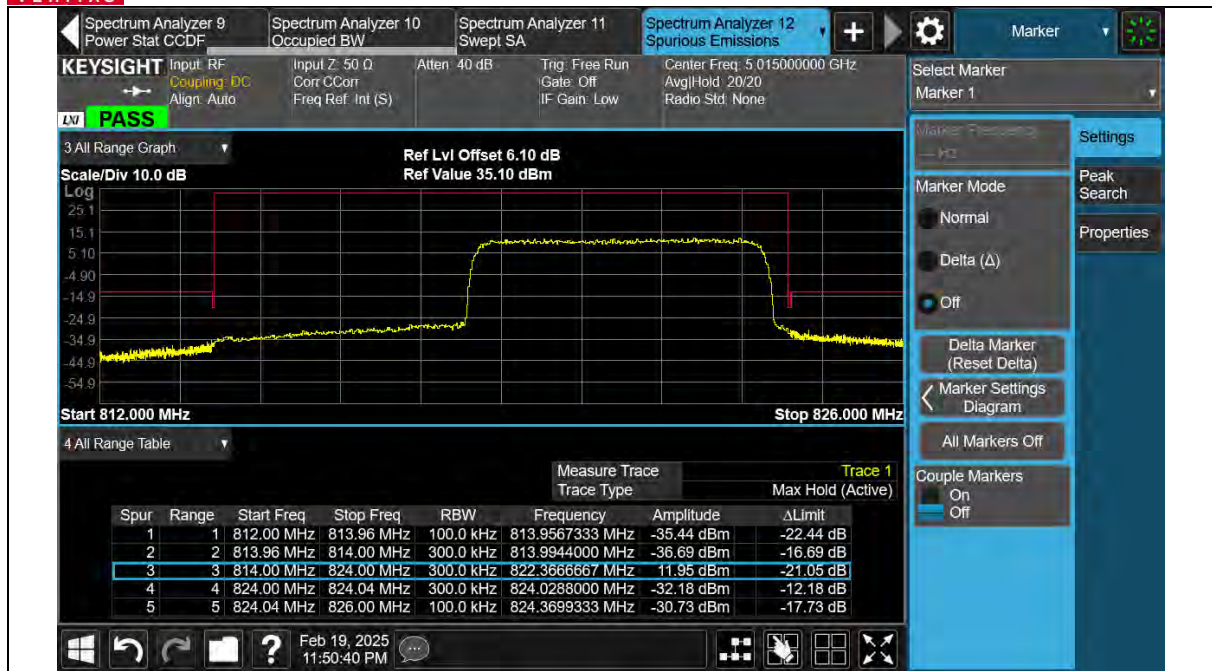 Spectrum Analyzer 9
Power Stat CCDF
Spectrum Analyzer 10
Occupied BW
Spectrum Analyzer 11
Swept SA
Spectrum Analyzer 12
Spurious Emissions
Marker
KEYSIGHT
Input: RF
Coupling: DC
Align: Auto
Input Z: 50 Ω
Corr CCorr
Freq Ref: Int (S)
Atten: 40 dB
Trig: Free Run
Gate: Off
IF Gain: Low
Center Freq: 5.015000000 GHz
Avg|Hold: 20/20
Radio Std: None
LXI
PASS
Select Marker
Marker 1
3 All Range Graph
Ref Lvl Offset 6.10 dB
Scale/Div 10.0 dB
Ref Value 35.10 dBm
Log
25.1
15.1
5.10
-4.90
-14.9
-24.9
-34.9
-44.9
-54.9
Start 812.000 MHz
Stop 826.000 MHz
Marker Frequency
--- Hz
Marker Mode
Normal
Delta (Δ)
Off
Delta Marker
(Reset Delta)
Marker Settings
Diagram
All Markers Off
Couple Markers
On
Off
Settings
Peak
Search
Properties
4 All Range Table
Measure Trace Trace 1
Trace Type Max Hold (Active)
Spur Range Start Freq Stop Freq RBW Frequency Amplitude ΔLimit
1 1 812.00 MHz 813.96 MHz 100.0 kHz 813.9567333 MHz -35.44 dBm -22.44 dB
2 2 813.96 MHz 814.00 MHz 300.0 kHz 813.9944000 MHz -36.69 dBm -16.69 dB
3 3 814.00 MHz 824.00 MHz 300.0 kHz 822.3666667 MHz 11.95 dBm -21.05 dB
4 4 824.00 MHz 824.04 MHz 300.0 kHz 824.0288000 MHz -32.18 dBm -12.18 dB
5 5 824.04 MHz 826.00 MHz 100.0 kHz 824.3699333 MHz -30.73 dBm -17.73 dB
Feb 19, 2025
11:50:40 PM